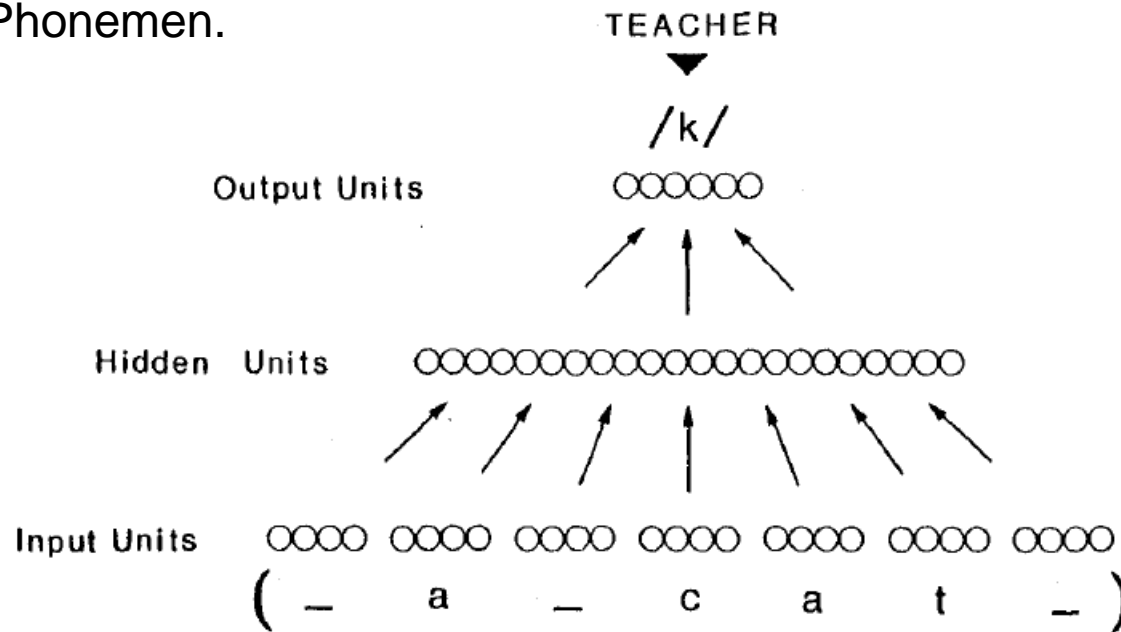 Phonemen.
TEACHER
/k/
Output Units
Hidden Units
Input Units
( _ a _ c a t _ )